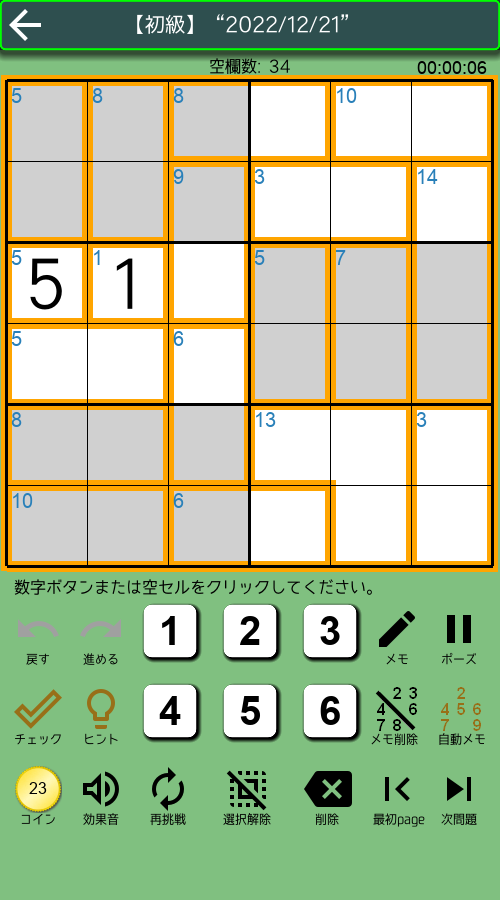 【初級】 “2022/12/21”
空欄数: 34 00:00:06
5 8 8 10
9 3 14
5 1 5 7
5 1
5 6
8 13 3
10 6
数字ボタンまたは空セルをクリックしてください。
1 2 3
戻す 進める メモ ポーズ
4 5 6
2 3 4 6 7 8
2 4 5 6 7 9
チェック ヒント メモ削除 自動メモ
23
コイン 効果音 再挑戦 選択解除 削除 最初page 次問題